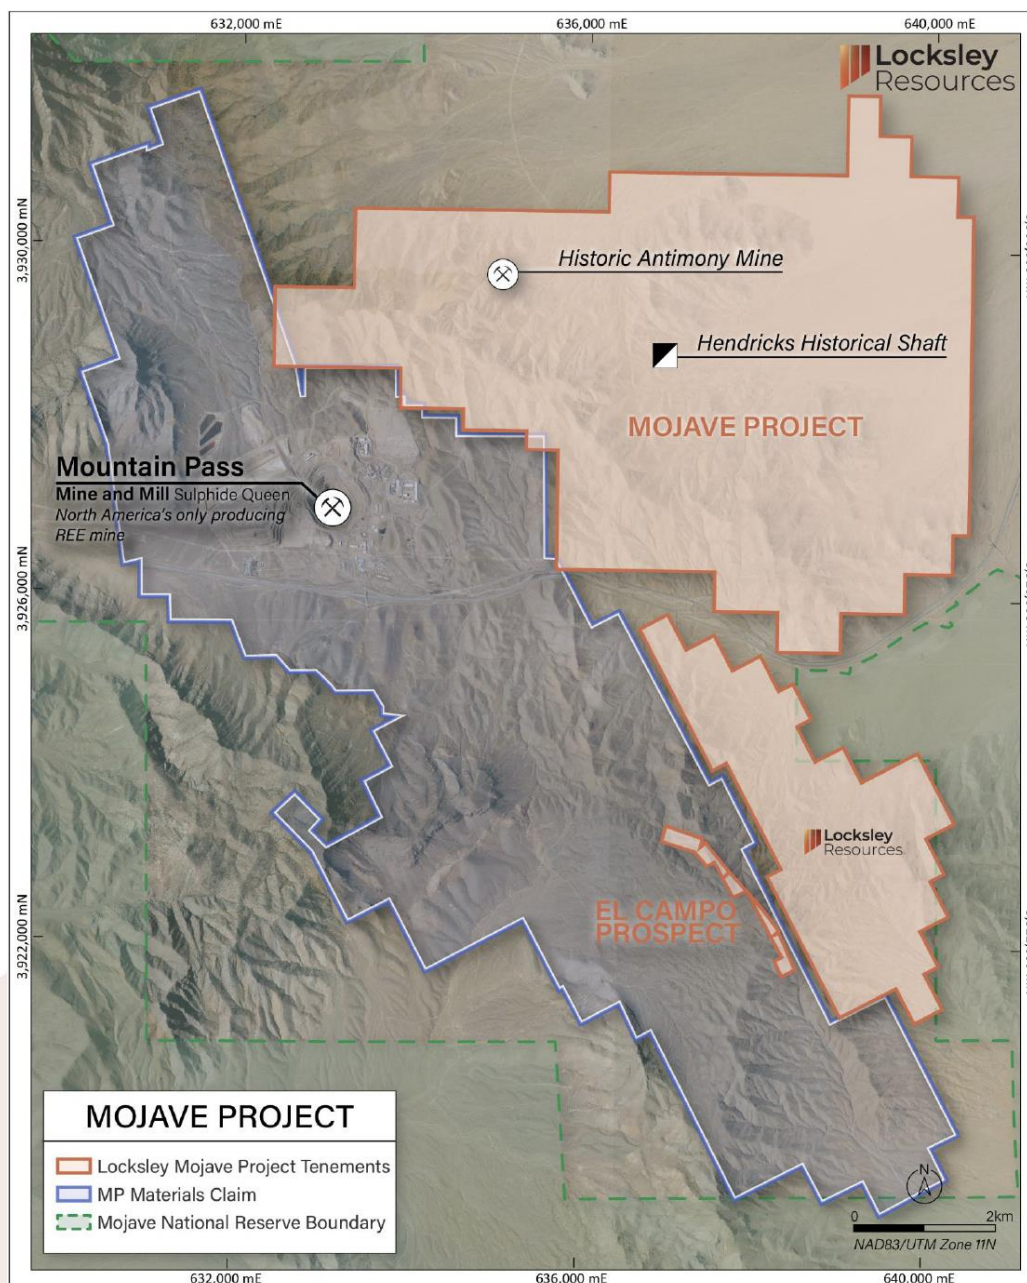 632,000 mE
636,000 mE
640,000 mE
Locksley
Resources
3,930,000 mN
Historic Antimony Mine
Hendricks Historical Shaft
MOJAVE PROJECT
Mountain Pass
Mine and Mill Sulphide Queen
North America's only producing
REE mine
3,926,000 mN
Locksley
Resources
EL CAMPO
PROSPECT
3,922,000 mN
MOJAVE PROJECT
Locksley Mojave Project Tenements
MP Materials Claim
Mojave National Reserve Boundary
N
0
2km
NAD83/UTM Zone 11N
632,000 mE
636,000 mE
640,000 mE